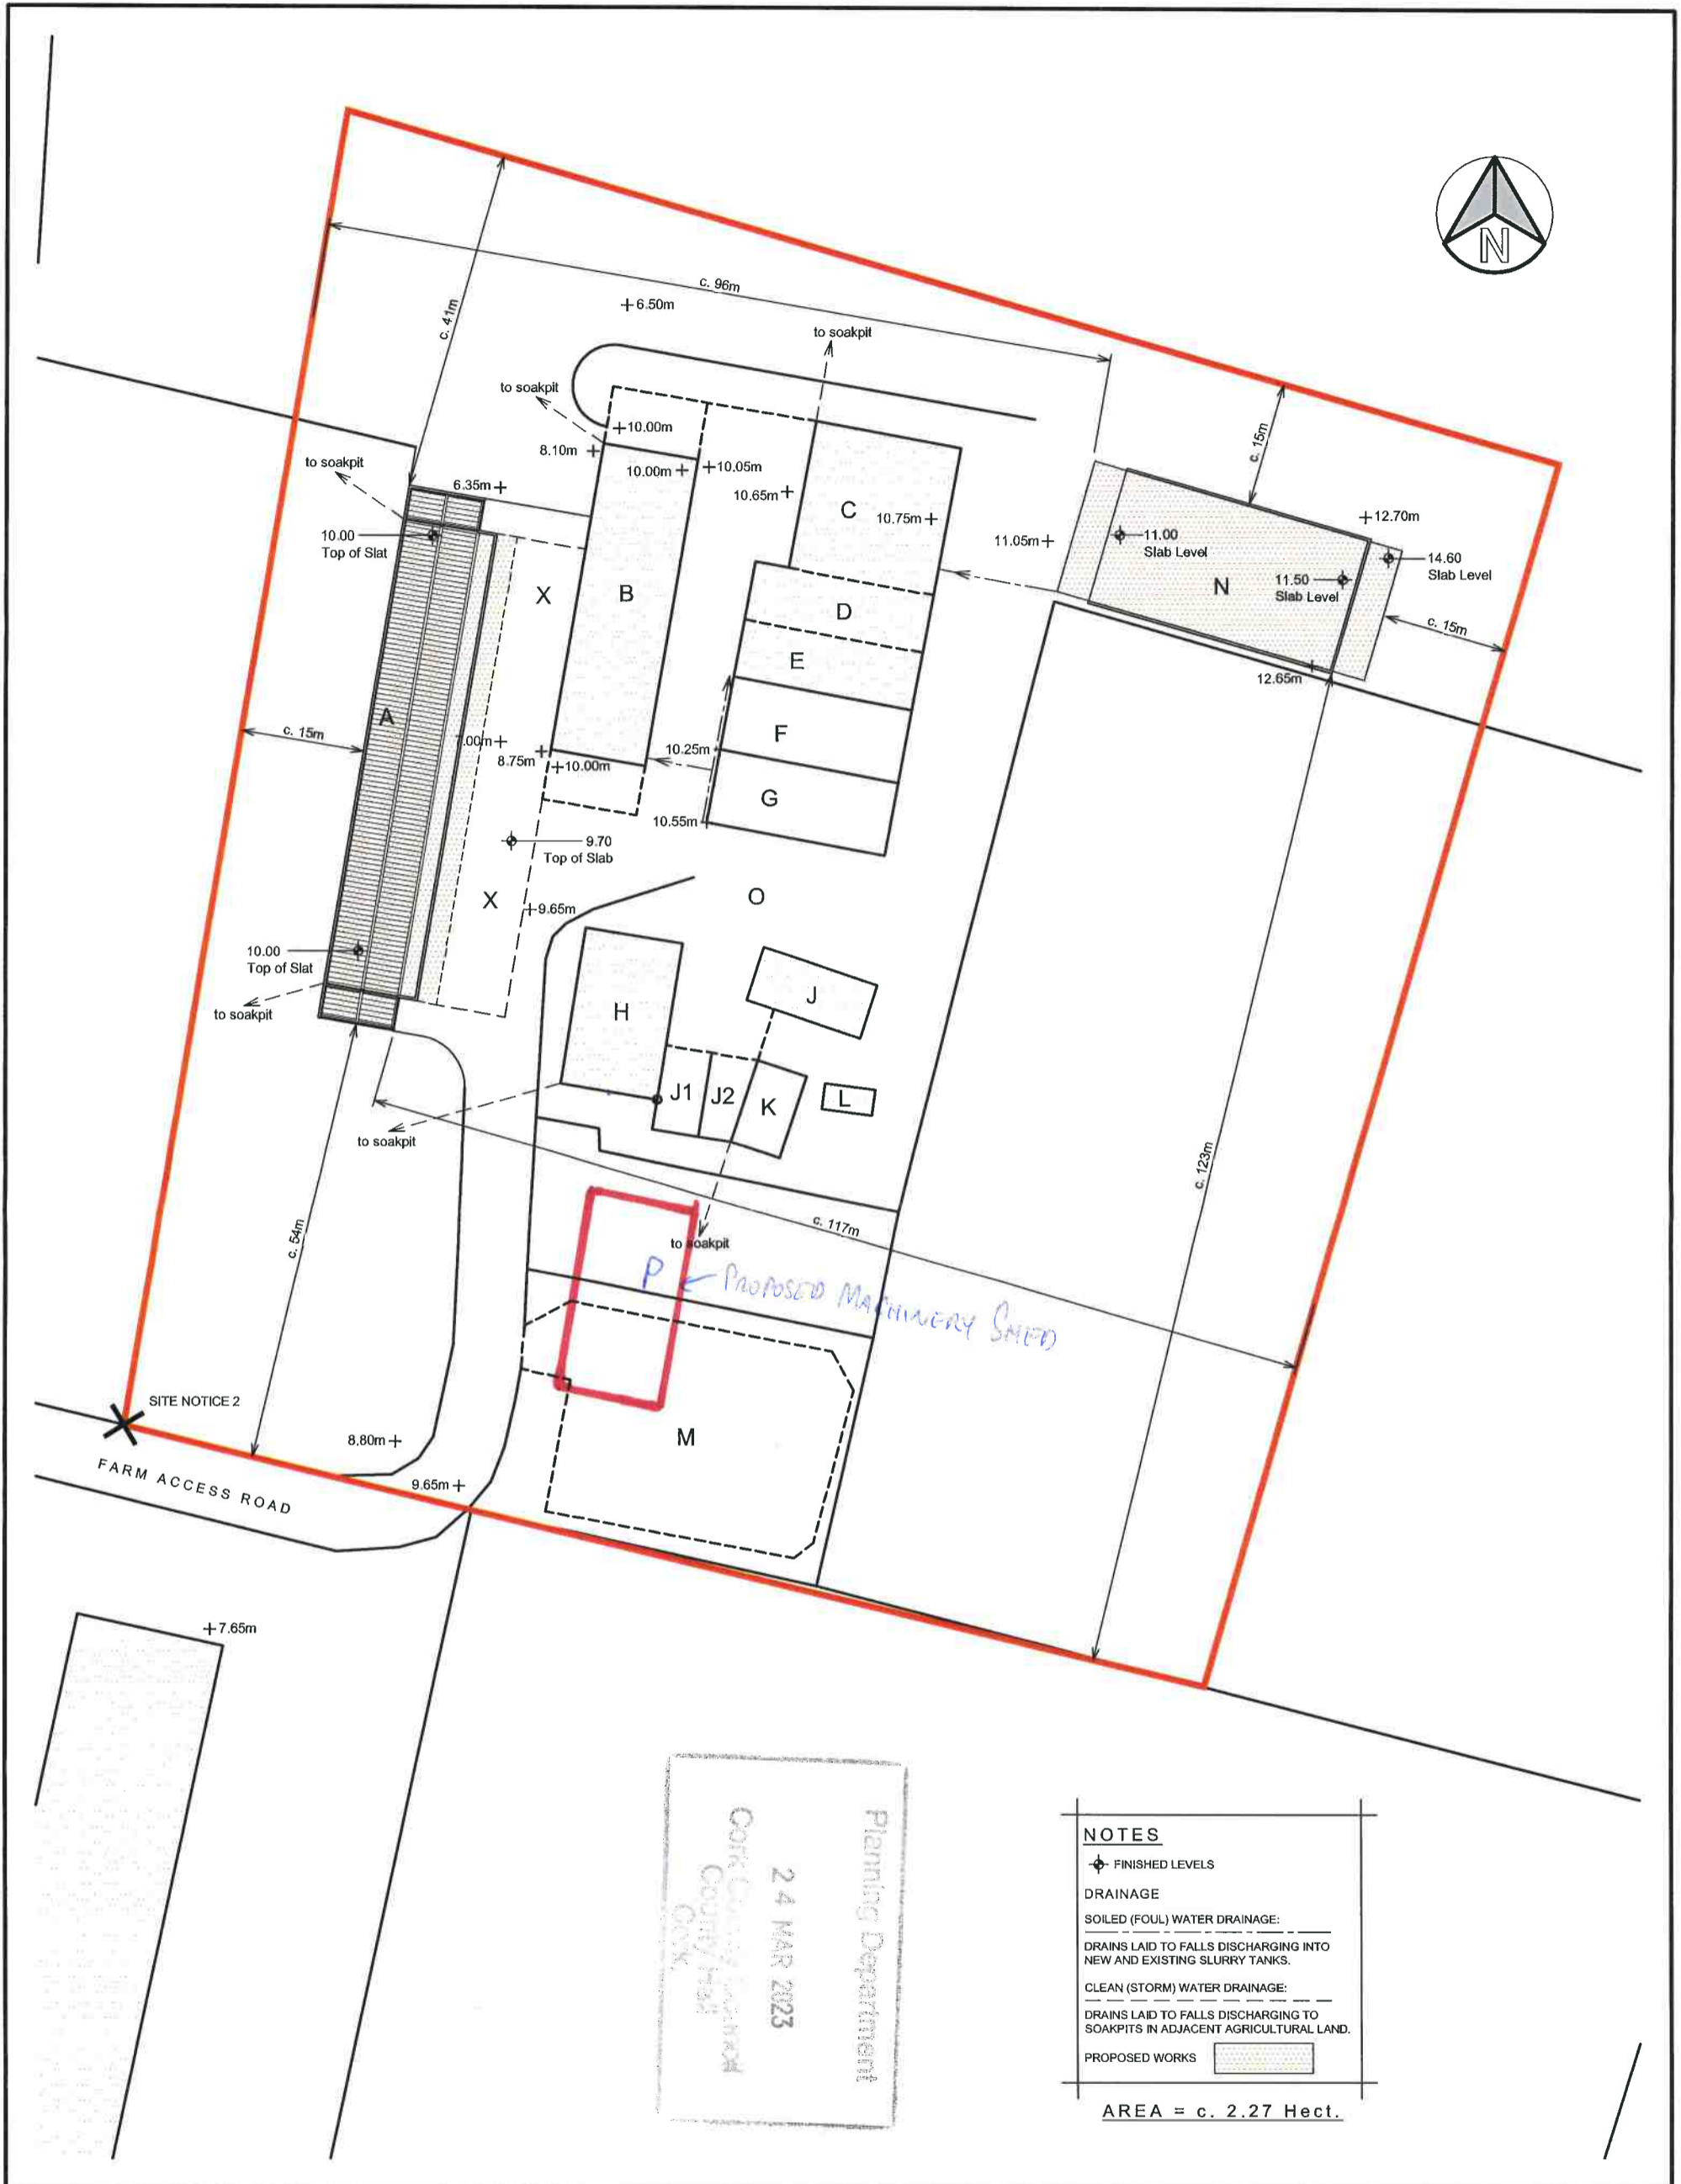 N
c. 96m
c. 41m
+6.50m
to soakpit
to soakpit
+10.00m
8.10m +
10.00m +
+10.05m
c. 15m
to soakpit
6.35m +
10.65m +
C
10.75m +
+12.70m
10.00
Top of Slat
11.05m +
11.00
Slab Level
14.60
Slab Level
X
B
N
11.50
Slab Level
D
c. 15m
E
12.65m
A
c. 15m
.00m +
F
8.75m
+10.00m
10.25m
G
10.55m
9.70
Top of Slab
O
X
+9.65m
10.00
Top of Slat
J
to soakpit
H
J1
J2
K
L
to soakpit
c. 123m
c. 54m
c. 117m
to soakpit
P ← PROPOSED MACHINERY SHED
SITE NOTICE 2
8.80m +
M
FARM ACCESS ROAD
9.65m +
+7.65m
Planning Department
24 MAR 2023
County Hall
Cork.
NOTES
FINISHED LEVELS
DRAINAGE
SOILED (FOUL) WATER DRAINAGE:
DRAINS LAID TO FALLS DISCHARGING INTO
NEW AND EXISTING SLURRY TANKS.
CLEAN (STORM) WATER DRAINAGE:
DRAINS LAID TO FALLS DISCHARGING TO
SOAKPITS IN ADJACENT AGRICULTURAL LAND.
PROPOSED WORKS
AREA = c. 2.27 Hect.